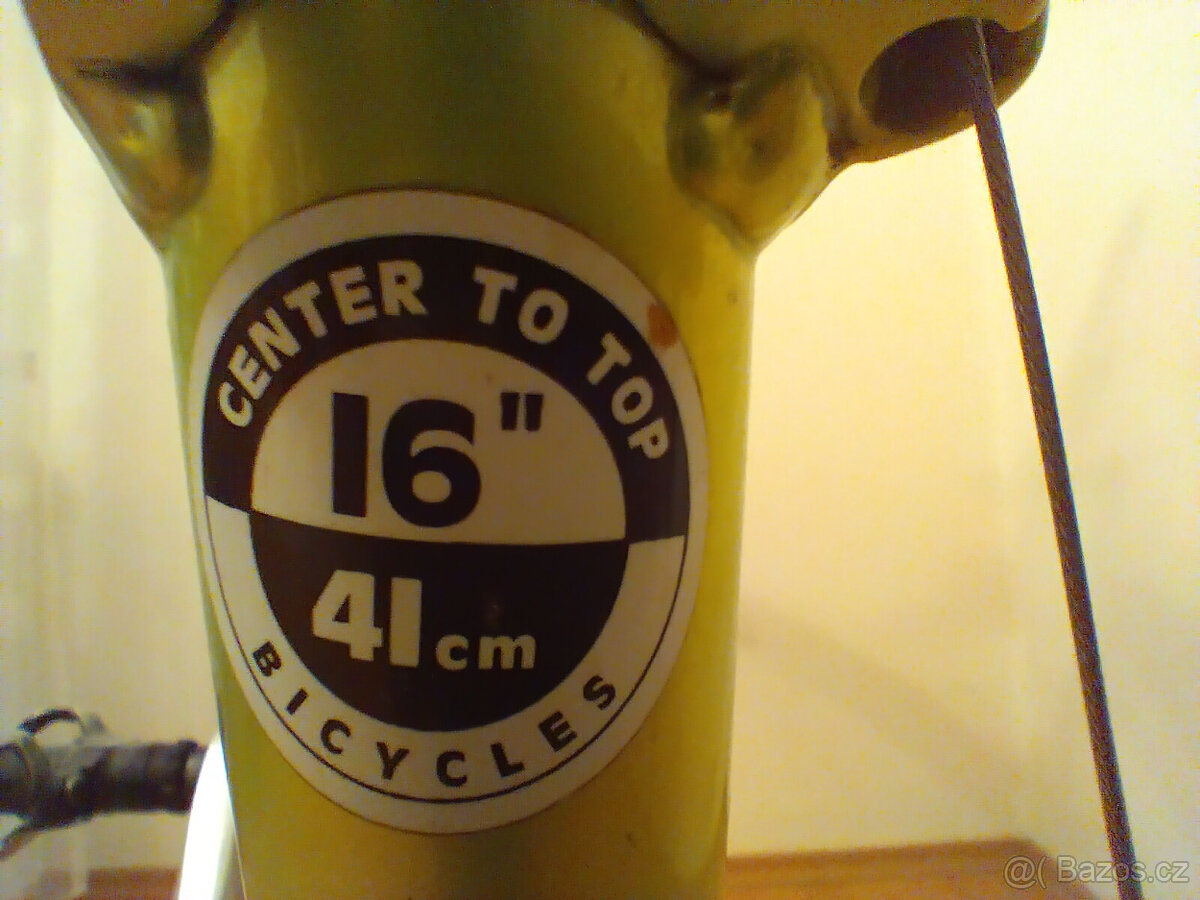 CENTER TO TOP
16"
41cm
BICYCLES
@( Bazos.cz